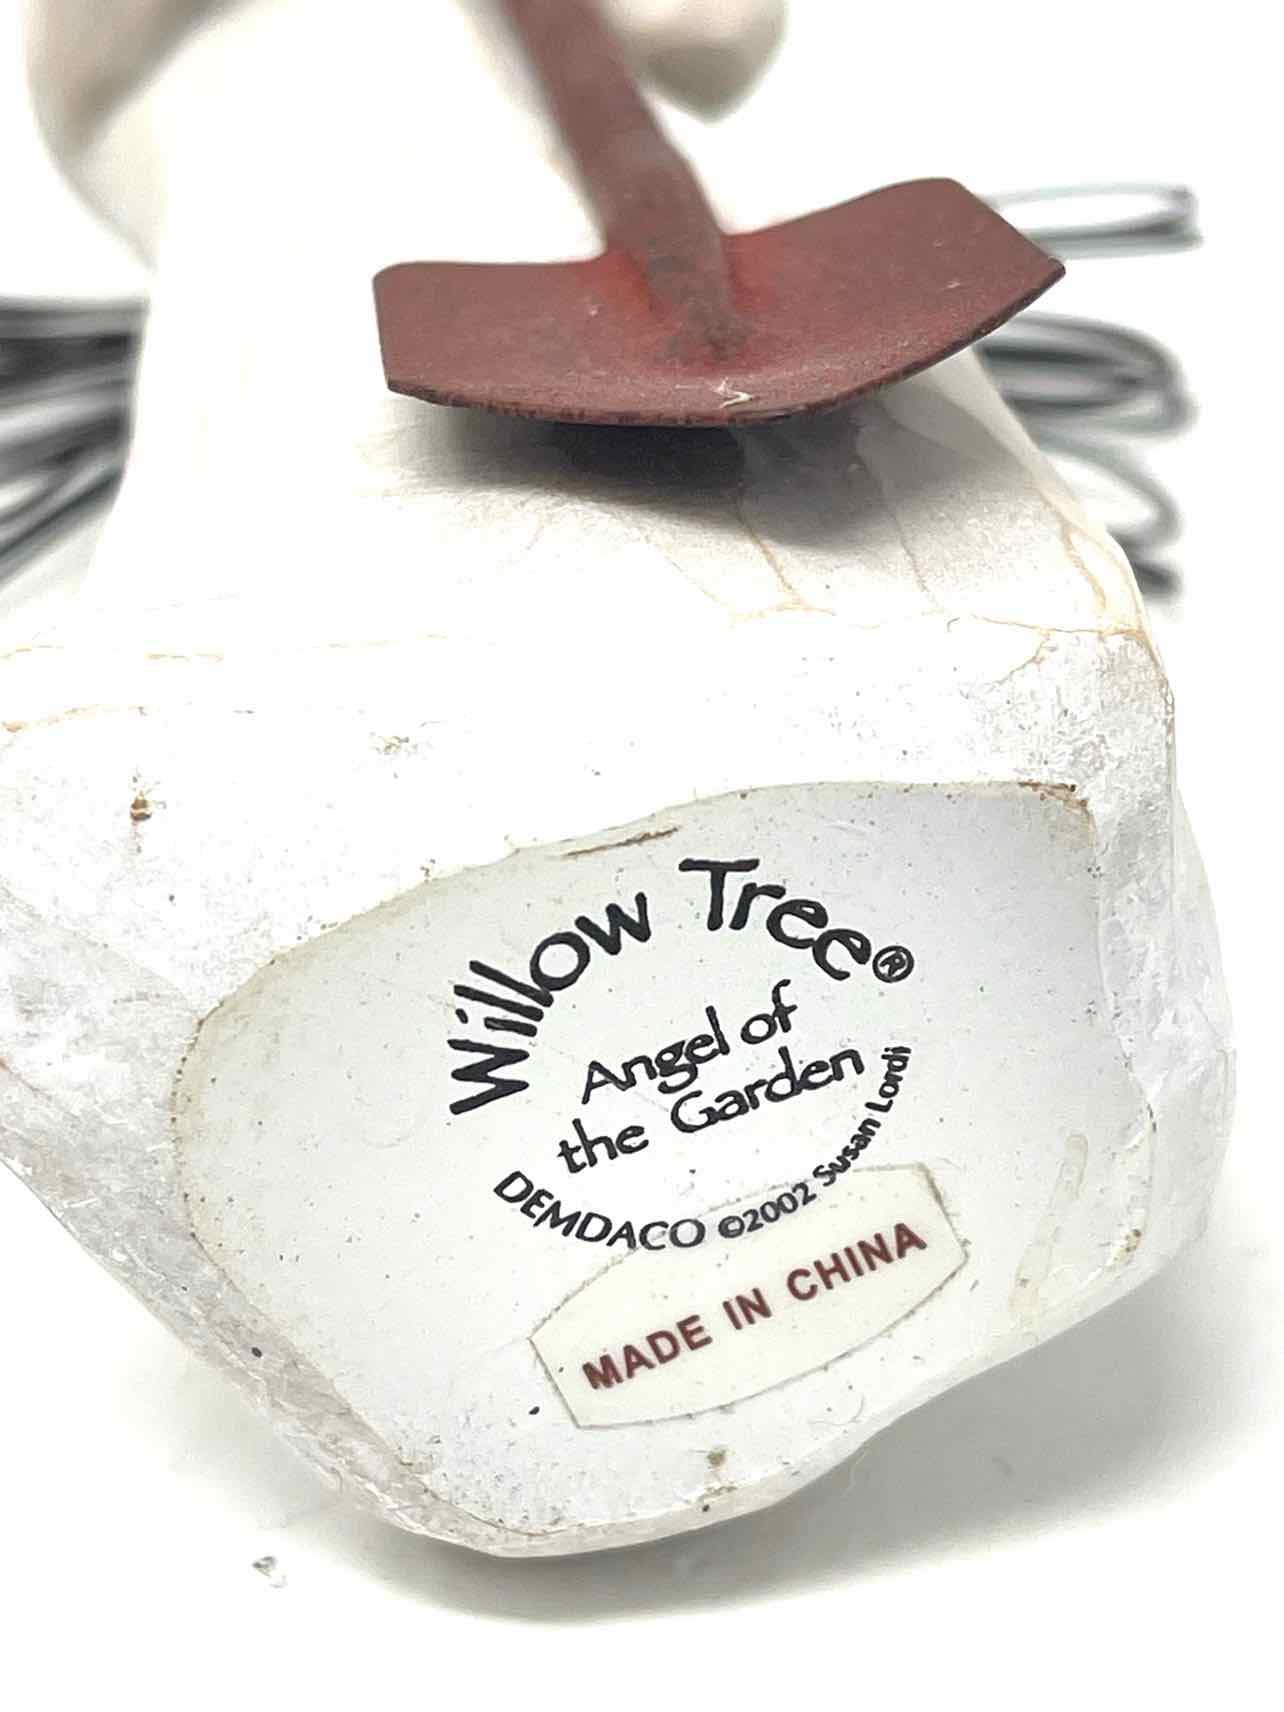 Willow Tree®
Angel of
the Garden
DEMDACO ©2002 Susan Lordi
MADE IN CHINA